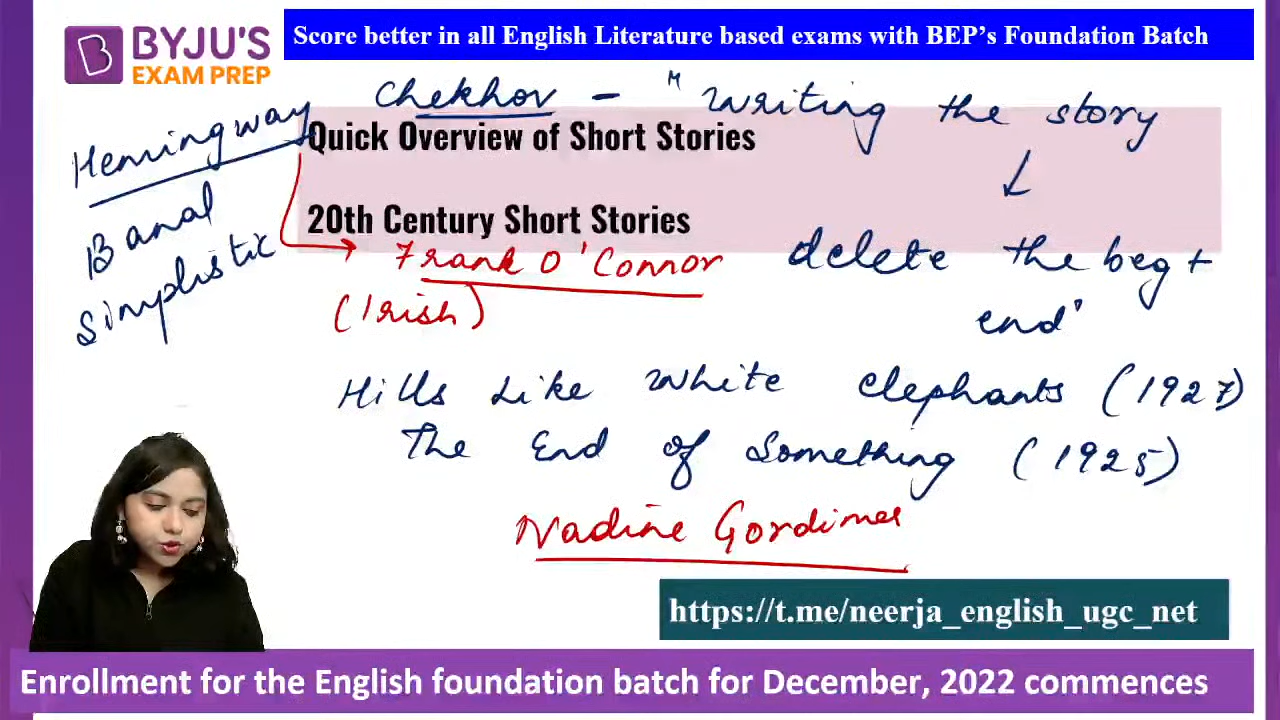 BYJU'S
EXAM PREP
Score better in all English Literature based exams with BEP's Foundation Batch
Chekhov - "Writing the story
Hemingway
Quick Overview of Short Stories
↓
Banal
20th Century Short Stories
Simplistic
Frank O'Connor
delete the beg +
(Irish)
end"
Hills Like White Elephants (1927)
The End of Something (1925)
Nadine Gordimer
https://t.me/neerja_english_ugc_net
Enrollment for the English foundation batch for December, 2022 commences